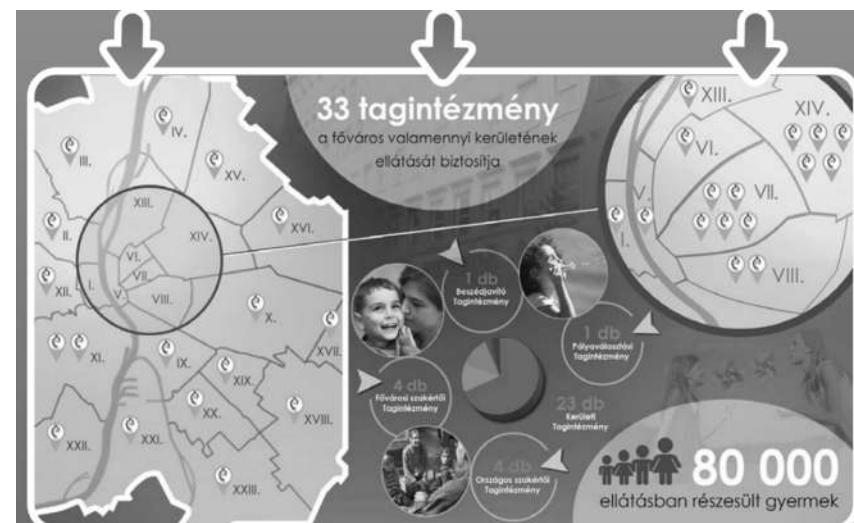 33 tagintézmény
a főváros valamennyi kerületének
ellátását biztosítja
III.
IV.
XV.
XIII.
II.
XIV.
XVI.
VI.
VII.
I.
V.
VIII.
XII.
X.
XVII.
XI.
IX.
XIX.
XX.
XVIII.
XXII.
XXI.
XXIII.
XIII.
XIV.
VI.
V.
VII.
I.
VIII.
1 db
Beszédjavító
Tagintézmény
1 db
Pályaválasztási
Tagintézmény
4 db
Fővárosi szakértői
Tagintézmény
23 db
Kerületi
Tagintézmény
4 db
Országos szakértői
Tagintézmény
80 000
ellátásban részesült gyermek